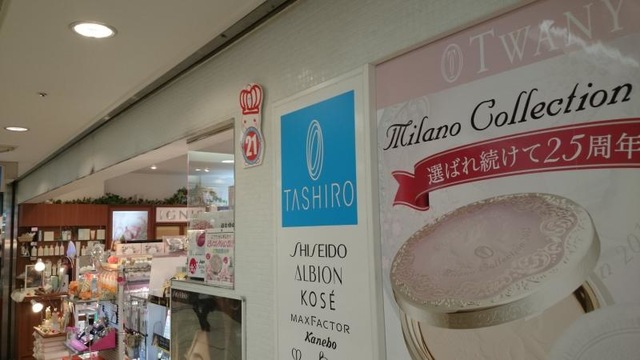 21
TASHIRO
SHISEIDO
ALBION
KOSÉ
MAXFACTOR
Kanebo
TWANY
Milano Collection
選ばれ続けて25周年